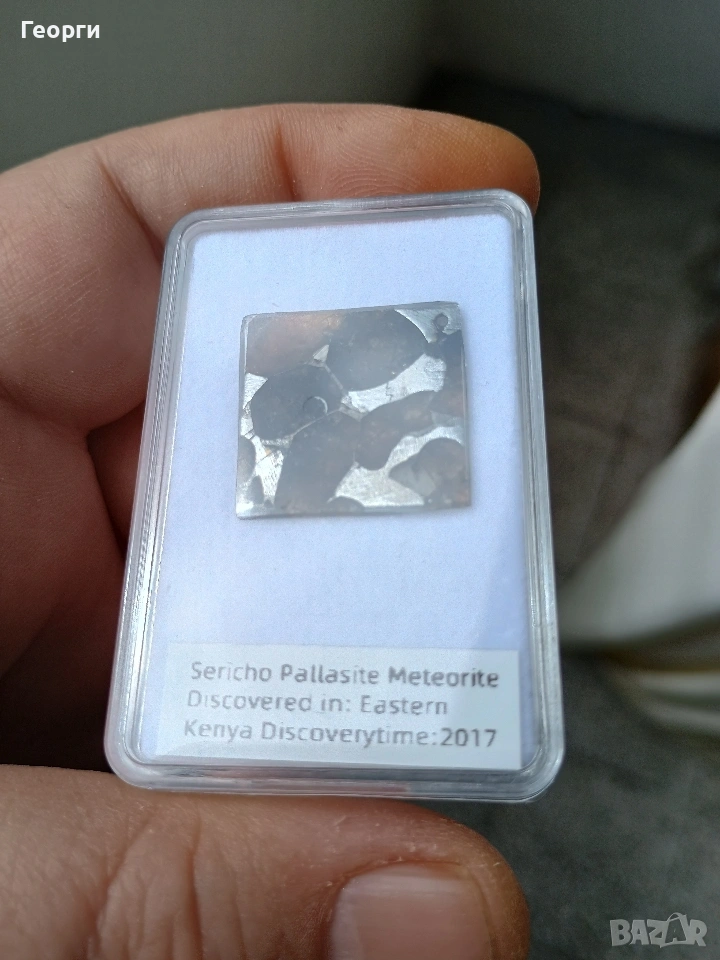 Георги
Sericho Pallasite Meteorite
Discovered in: Eastern
Kenya Discoverytime:2017
BAZAR